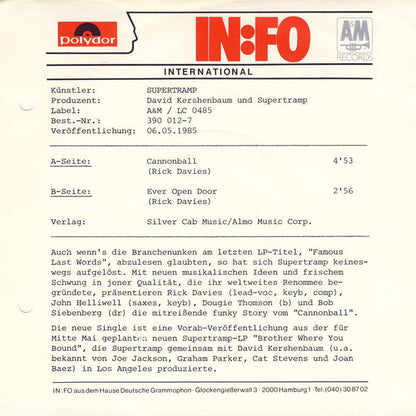 polydor
IN:FO
A&M
RECORDS
INTERNATIONAL
Künstler: SUPERTRAMP
Produzent: David Kershenbaum und Supertramp
Label: A&M / LC 0485
Best.-Nr.: 390 012-7
Veröffentlichung: 06.05.1985
A-Seite: Cannonball 4'53
(Rick Davies)
B-Seite: Ever Open Door 2'56
(Rick Davies)
Verlag: Silver Cab Music/Almo Music Corp.
Auch wenn's die Branchenunken am letzten LP-Titel, "Famous
Last Words", abzulesen glaubten, so hat sich Supertramp keines-
wegs aufgelöst. Mit neuen musikalischen Ideen und frischem
Schwung in jener Qualität, die ihr weltweites Renommee be-
gründete, präsentieren Rick Davies (lead-voc, keyb, comp),
John Helliwell (saxes, keyb), Dougie Thomson (b) und Bob
Siebenberg (dr) die mitreißende funky Story vom "Cannonball".
Die neue Single ist eine Vorab-Veröffentlichung aus der für
Mitte Mai geplanten neuen Supertramp-LP "Brother Where You
Bound", die Supertramp gemeinsam mit David Kershenbaum (u.a.
bekannt von Joe Jackson, Graham Parker, Cat Stevens und Joan
Baez) in Los Angeles produzierte.
IN:FO aus dem Hause Deutsche Grammophon · Glockengießerwall 3 · 2000 Hamburg 1 · Tel. (040) 30 87 02